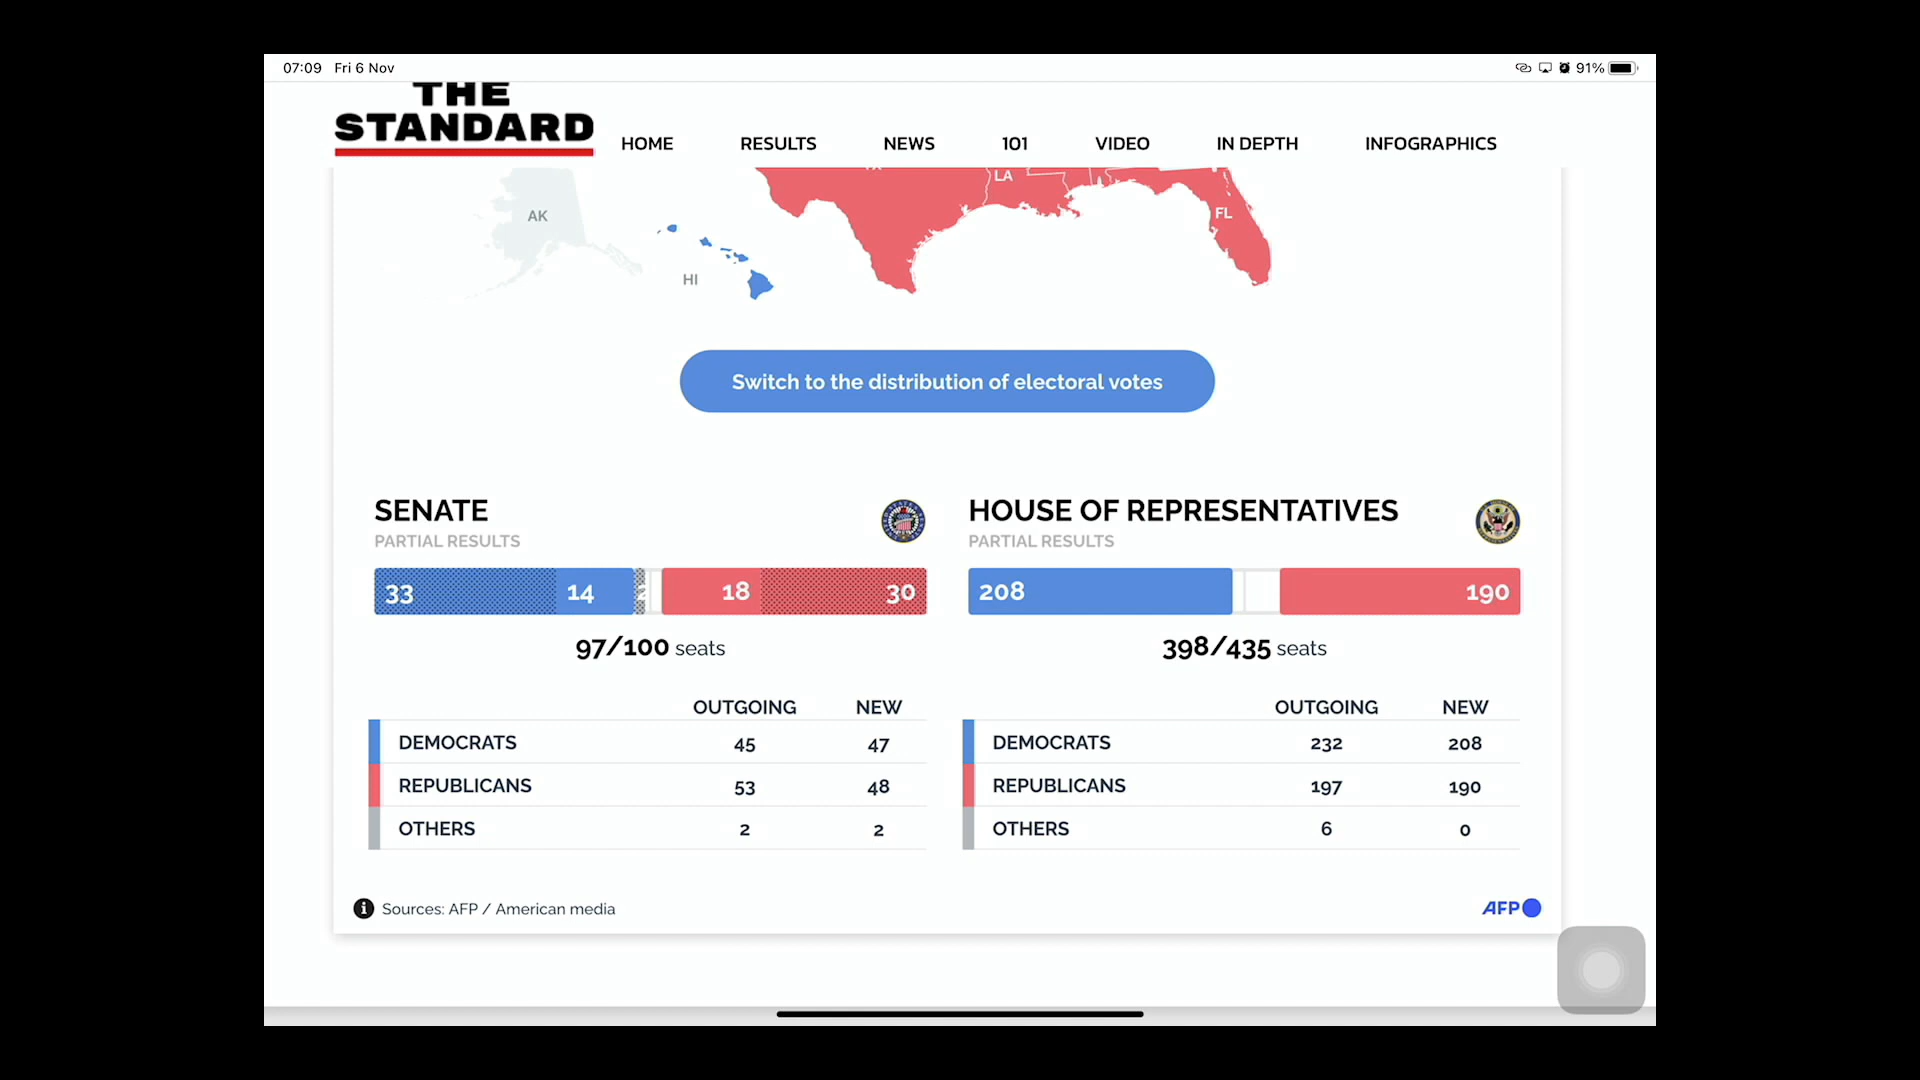 07:09 Fri 6 Nov
91%
THE
STANDARD
HOME RESULTS NEWS 101 VIDEO IN DEPTH INFOGRAPHICS
LA
AK
FL
HI
Switch to the distribution of electoral votes
SENATE
PARTIAL RESULTS
33 14 2 18 30
97/100 seats
OUTGOING NEW
DEMOCRATS 45 47
REPUBLICANS 53 48
OTHERS 2 2
HOUSE OF REPRESENTATIVES
PARTIAL RESULTS
208 190
398/435 seats
OUTGOING NEW
DEMOCRATS 232 208
REPUBLICANS 197 190
OTHERS 6 0
Sources: AFP / American media
AFP